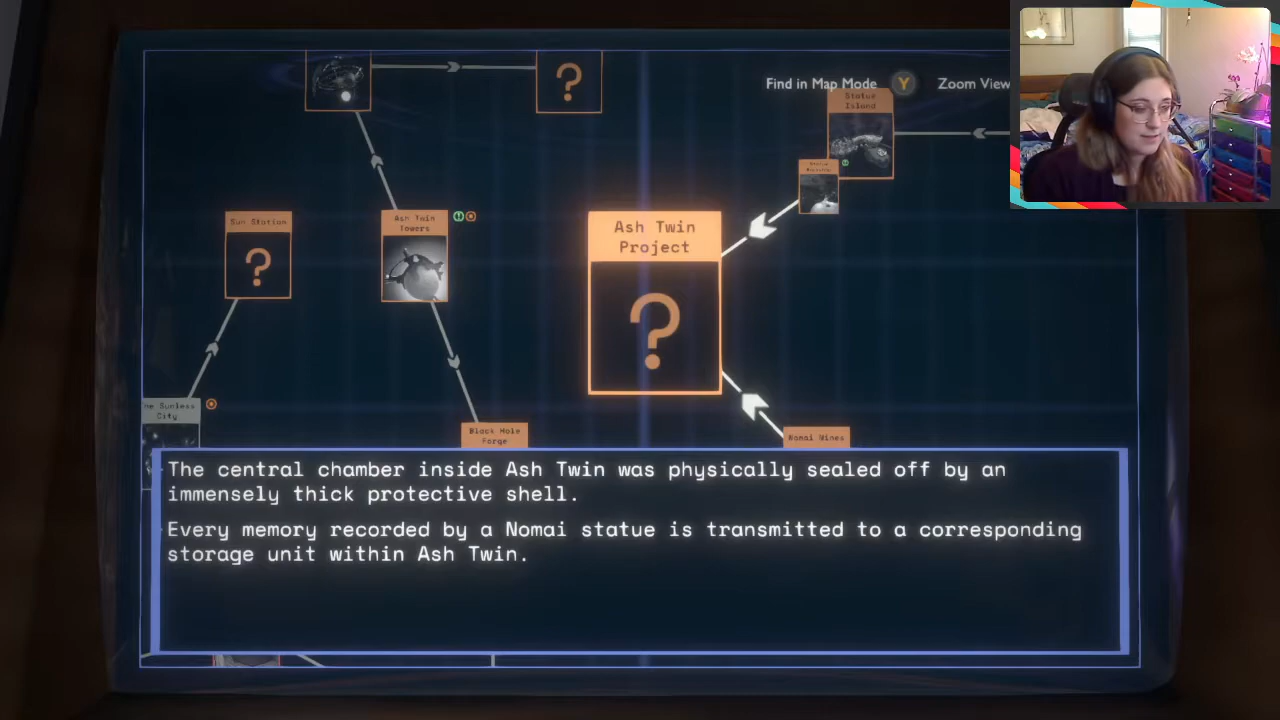 Find in Map Mode Y Zoom View
Statue
Island
Sun Station
Ash Twin
Towers
Ash Twin
Project
?
?
?
Sunless
City
Black Hole
Forge
Nomai Mines
The central chamber inside Ash Twin was physically sealed off by an
immensely thick protective shell.
Every memory recorded by a Nomai statue is transmitted to a corresponding
storage unit within Ash Twin.